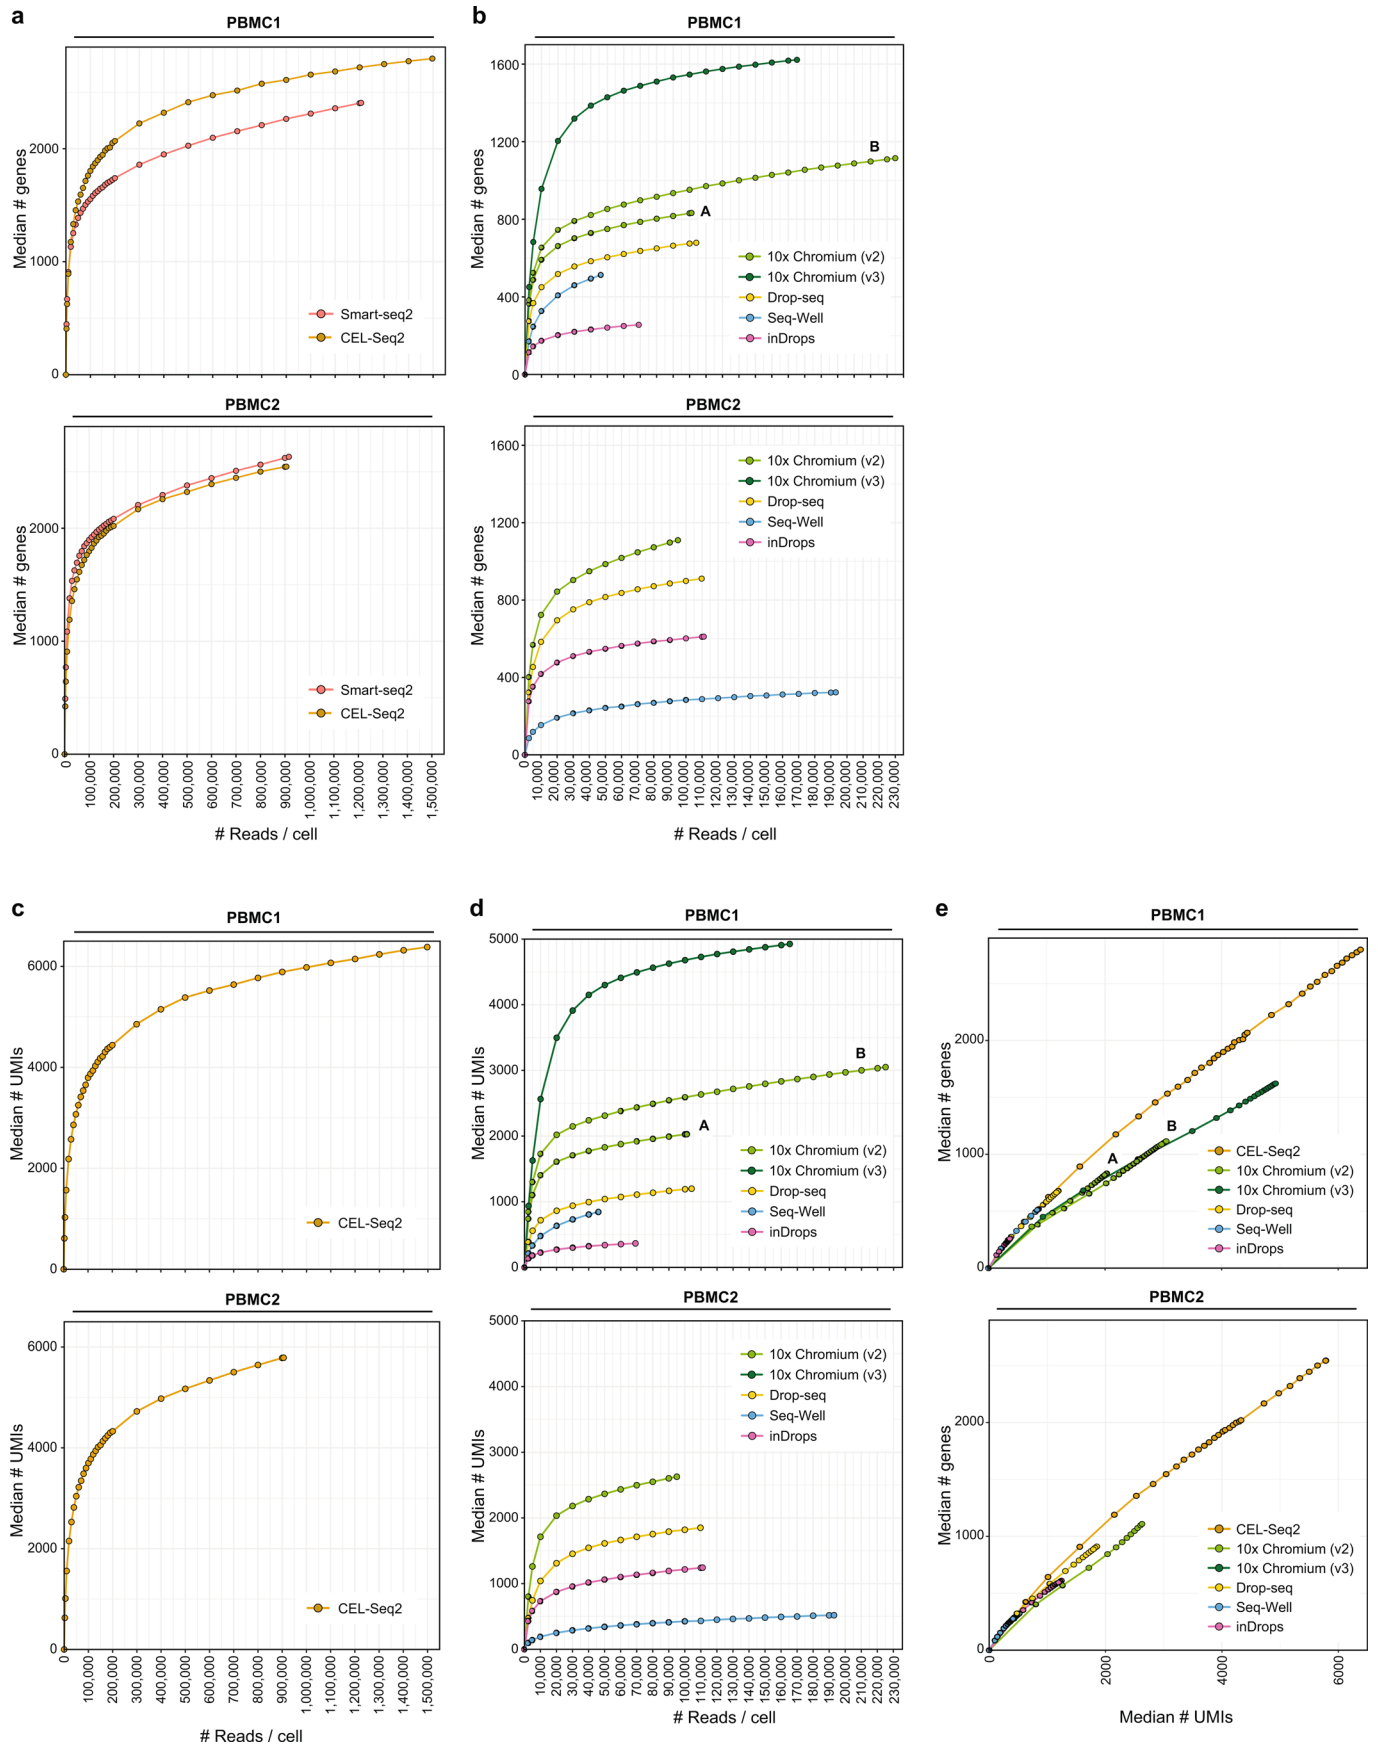 a
PBMC1
Median # genes
2000
1000
0
Smart-seq2
CEL-Seq2
PBMC2
Median # genes
2000
1000
0
Smart-seq2
CEL-Seq2
0
100,000
200,000
300,000
400,000
500,000
600,000
700,000
800,000
900,000
1,000,000
1,100,000
1,200,000
1,300,000
1,400,000
1,500,000
# Reads / cell
b
PBMC1
Median # genes
1600
1200
800
400
0
B
A
10x Chromium (v2)
10x Chromium (v3)
Drop-seq
Seq-Well
inDrops
PBMC2
Median # genes
1600
1200
800
400
0
10x Chromium (v2)
10x Chromium (v3)
Drop-seq
Seq-Well
inDrops
0
10,000
20,000
30,000
40,000
50,000
60,000
70,000
80,000
90,000
100,000
110,000
120,000
130,000
140,000
150,000
160,000
170,000
180,000
190,000
200,000
210,000
220,000
230,000
# Reads / cell
c
PBMC1
Median # UMIs
6000
4000
2000
0
CEL-Seq2
PBMC2
Median # UMIs
6000
4000
2000
0
CEL-Seq2
0
100,000
200,000
300,000
400,000
500,000
600,000
700,000
800,000
900,000
1,000,000
1,100,000
1,200,000
1,300,000
1,400,000
1,500,000
# Reads / cell
d
PBMC1
Median # UMIs
5000
4000
3000
2000
1000
0
B
A
10x Chromium (v2)
10x Chromium (v3)
Drop-seq
Seq-Well
inDrops
PBMC2
Median # UMIs
5000
4000
3000
2000
1000
0
10x Chromium (v2)
10x Chromium (v3)
Drop-seq
Seq-Well
inDrops
0
10,000
20,000
30,000
40,000
50,000
60,000
70,000
80,000
90,000
100,000
110,000
120,000
130,000
140,000
150,000
160,000
170,000
180,000
190,000
200,000
210,000
220,000
230,000
# Reads / cell
e
PBMC1
Median # genes
2000
1000
0
B
A
CEL-Seq2
10x Chromium (v2)
10x Chromium (v3)
Drop-seq
Seq-Well
inDrops
PBMC2
Median # genes
2000
1000
0
CEL-Seq2
10x Chromium (v2)
10x Chromium (v3)
Drop-seq
Seq-Well
inDrops
0
2000
4000
6000
Median # UMIs